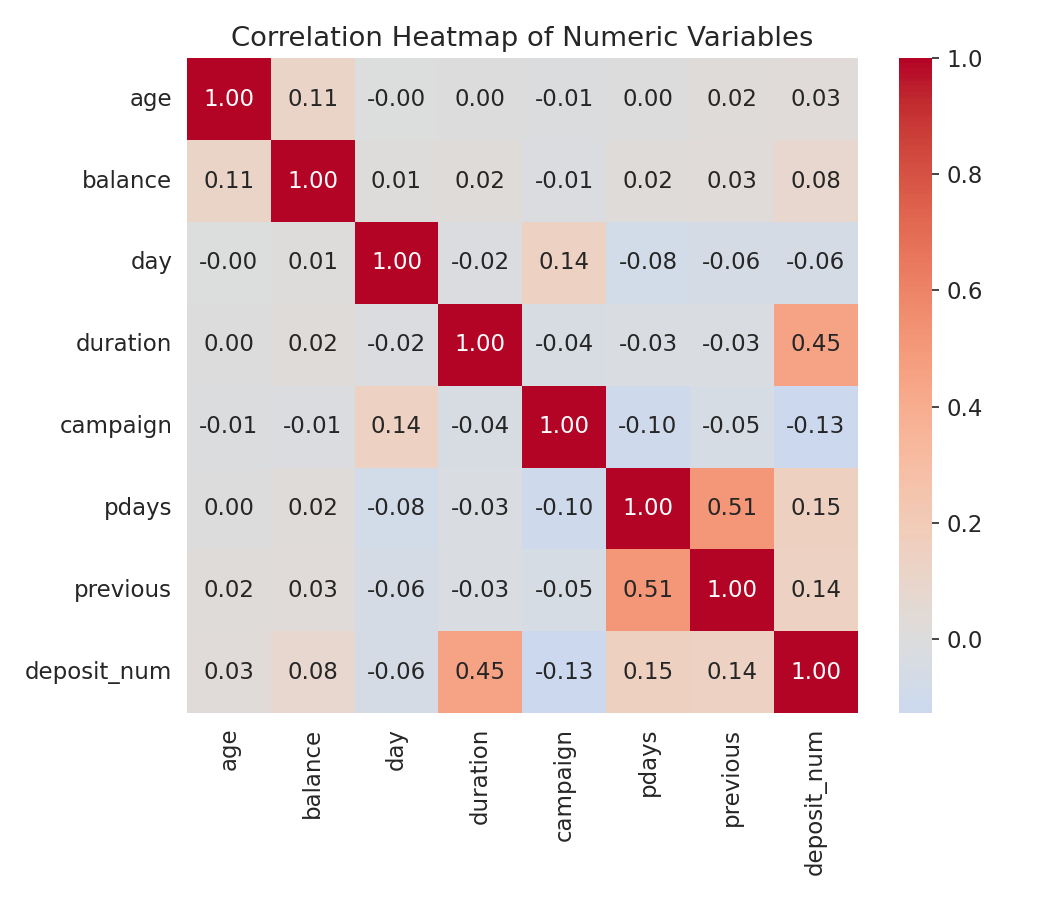 Correlation Heatmap of Numeric Variables
age 1.00 0.11 -0.00 0.00 -0.01 0.00 0.02 0.03
balance 0.11 1.00 0.01 0.02 -0.01 0.02 0.03 0.08
day -0.00 0.01 1.00 -0.02 0.14 -0.08 -0.06 -0.06
duration 0.00 0.02 -0.02 1.00 -0.04 -0.03 -0.03 0.45
campaign -0.01 -0.01 0.14 -0.04 1.00 -0.10 -0.05 -0.13
pdays 0.00 0.02 -0.08 -0.03 -0.10 1.00 0.51 0.15
previous 0.02 0.03 -0.06 -0.03 -0.05 0.51 1.00 0.14
deposit_num 0.03 0.08 -0.06 0.45 -0.13 0.15 0.14 1.00
age
balance
day
duration
campaign
pdays
previous
deposit_num
1.0
0.8
0.6
0.4
0.2
0.0